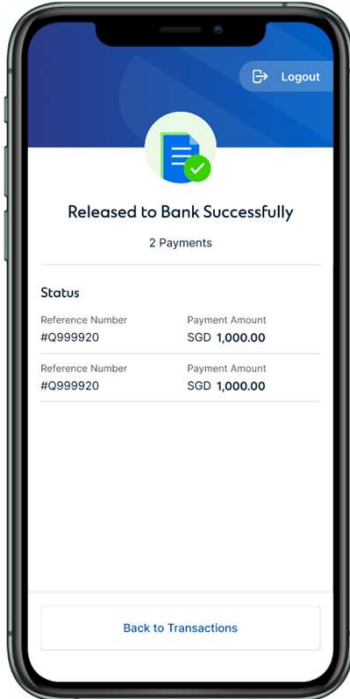 Logout
Released to Bank Successfully
2 Payments
Status
Reference Number Payment Amount
#Q999920 SGD 1,000.00
Reference Number Payment Amount
#Q999920 SGD 1,000.00
Back to Transactions